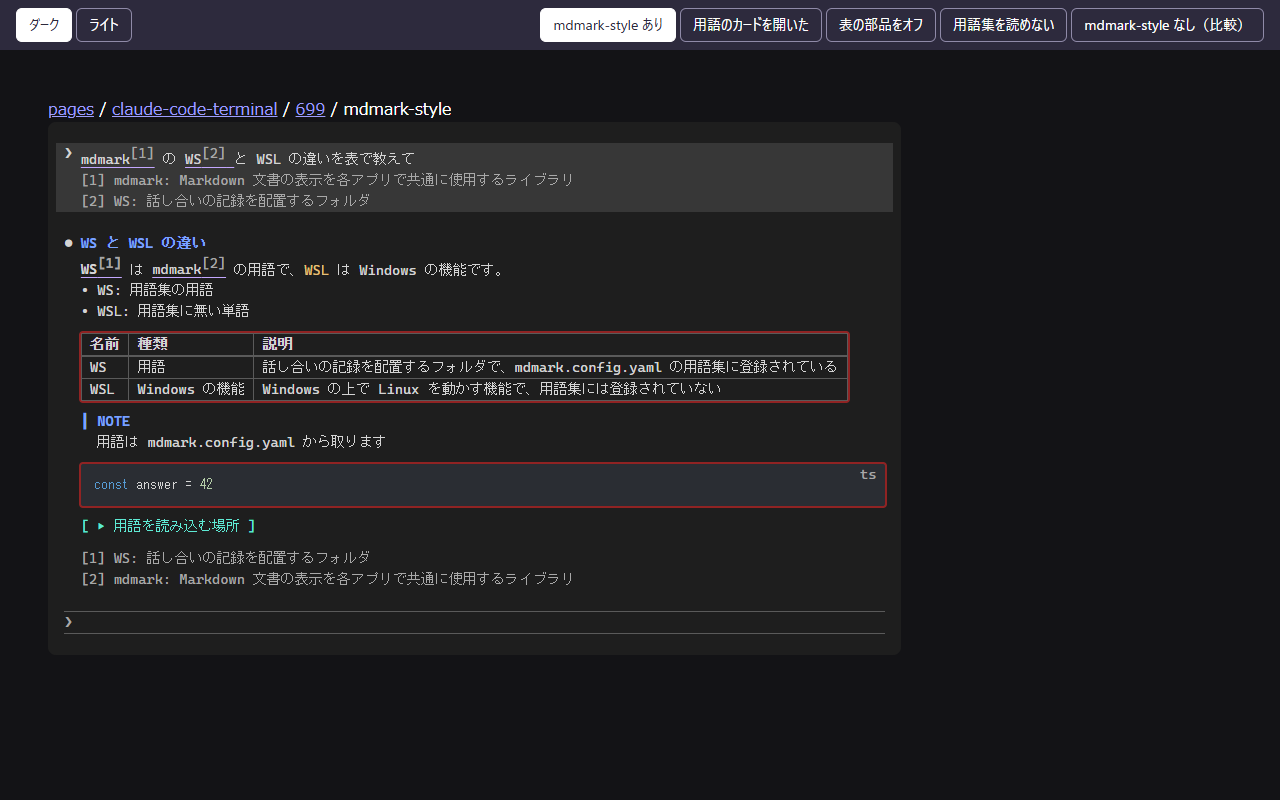 ダーク ライト mdmark-style あり 用語のカードを開いた 表の部品をオフ 用語集を読めない mdmark-style なし（比較）
pages / claude-code-terminal / 699 / mdmark-style
❯ mdmark[1] の WS[2] と WSL の違いを表で教えて
[1] mdmark: Markdown 文書の表示を各アプリで共通に使用するライブラリ
[2] WS: 話し合いの記録を配置するフォルダ
● WS と WSL の違い
WS[1] は mdmark[2] の用語で、WSL は Windows の機能です。
• WS: 用語集の用語
• WSL: 用語集に無い単語
名前 種類 説明
WS 用語 話し合いの記録を配置するフォルダで、mdmark.config.yaml の用語集に登録されている
WSL Windows の機能 Windows の上で Linux を動かす機能で、用語集には登録されていない
NOTE
用語は mdmark.config.yaml から取ります
ts
const answer = 42
[ ▸ 用語を読み込む場所 ]
[1] WS: 話し合いの記録を配置するフォルダ
[2] mdmark: Markdown 文書の表示を各アプリで共通に使用するライブラリ
❯